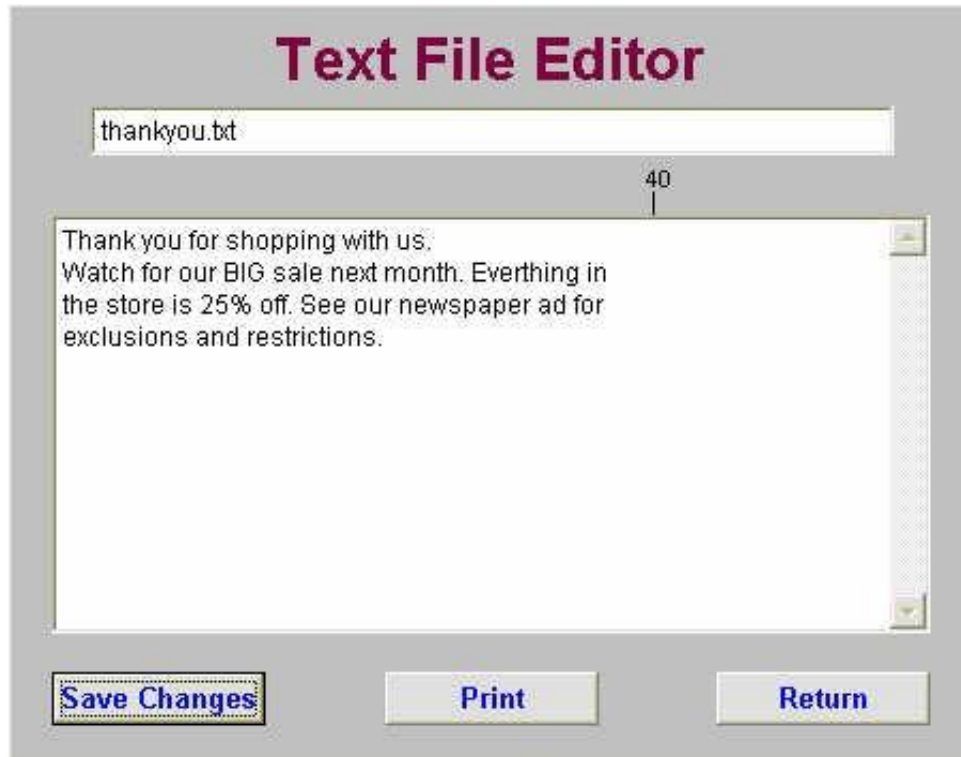 Text File Editor
thankyou.txt
40
Thank you for shopping with us.
Watch for our BIG sale next month. Everthing in
the store is 25% off. See our newspaper ad for
exclusions and restrictions.
Save Changes
Print
Return